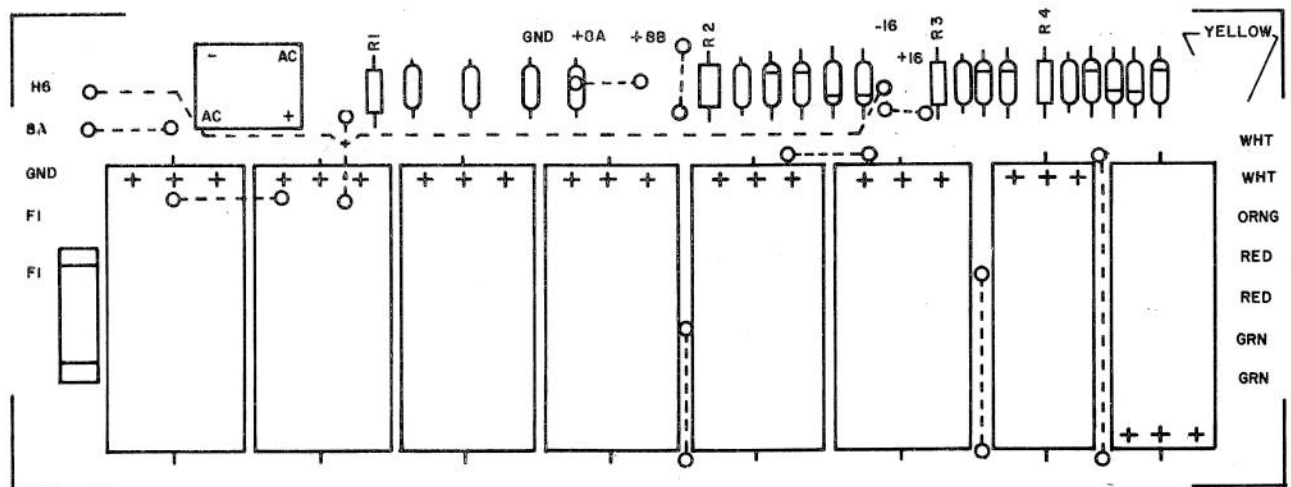 YELLOW
R1
GND +8A +8B
R2
-16
+16
R3
R4
- AC
AC +
H6
8A
GND
F1
F1
+ + +
+ + +
+ + +
+ + +
+ + +
+ + +
+ + +
+ + +
WHT
WHT
ORNG
RED
RED
GRN
GRN